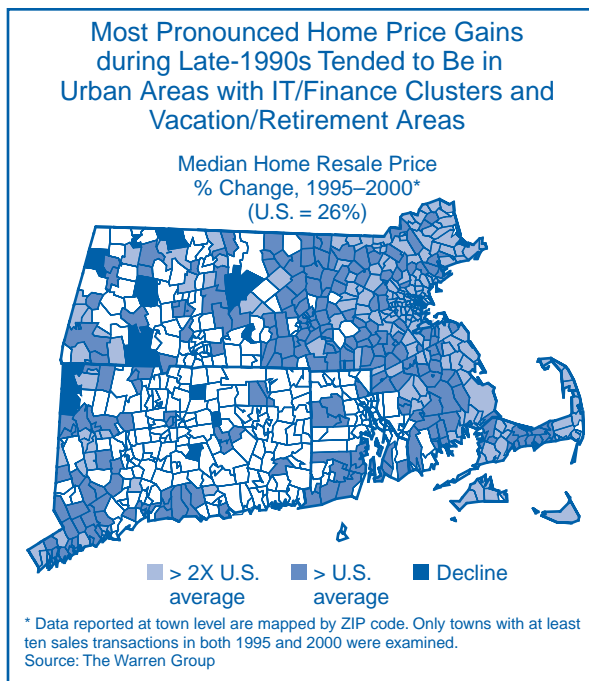 Most Pronounced Home Price Gains
during Late-1990s Tended to Be in
Urban Areas with IT/Finance Clusters and
Vacation/Retirement Areas
Median Home Resale Price
% Change, 1995–2000*
(U.S. = 26%)
> 2X U.S.
average
> U.S.
average
Decline
* Data reported at town level are mapped by ZIP code. Only towns with at least
ten sales transactions in both 1995 and 2000 were examined.
Source: The Warren Group